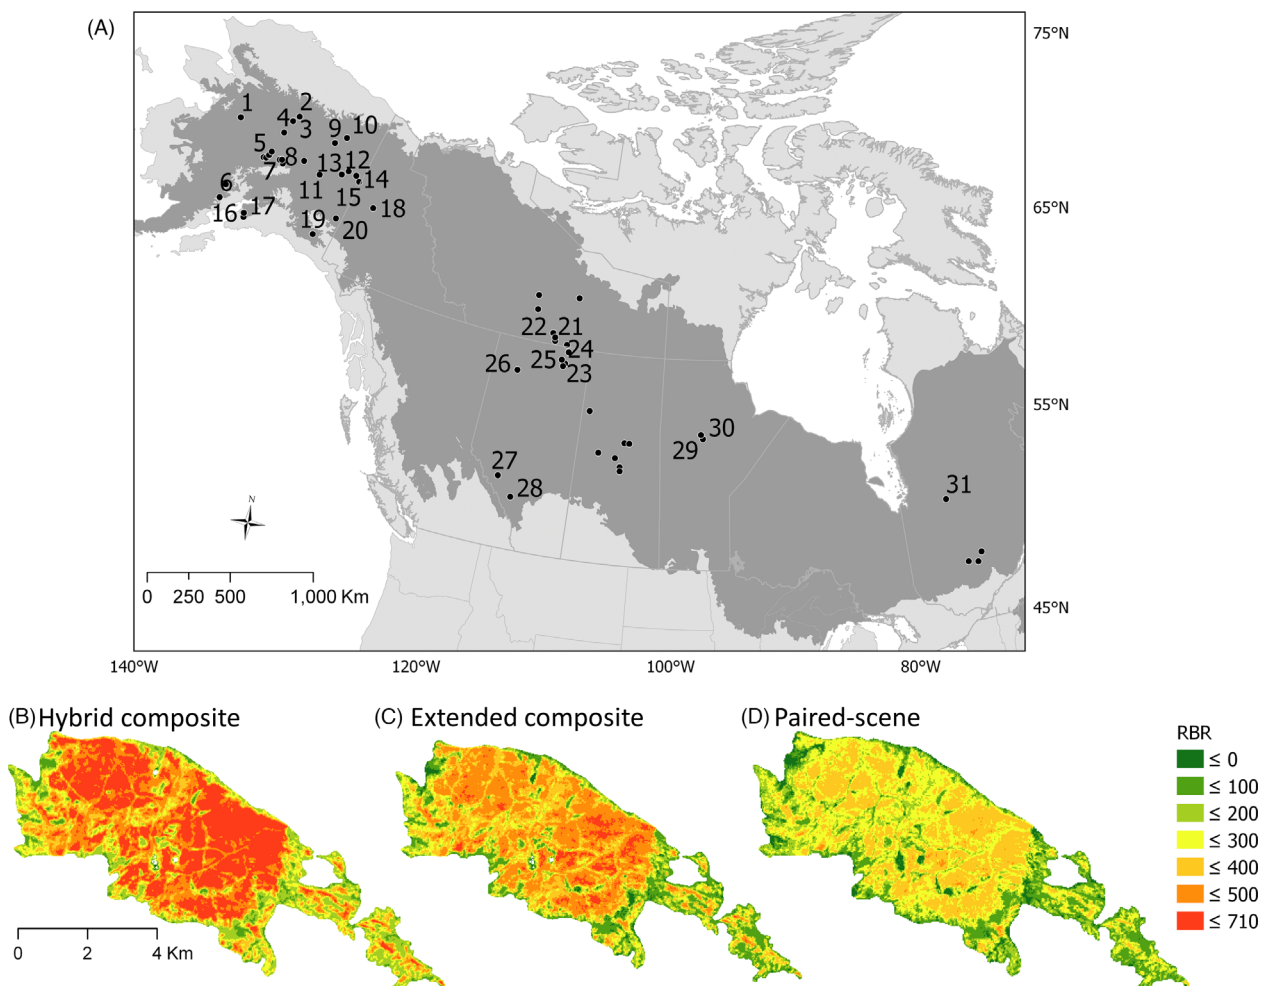 (A)
75°W
1
2
4
3
9
10
5
8
7
13
12
6
11
15
14
16
17
18
65°W
19
20
22
21
24
25
26
23
55°W
30
29
27
28
31
N
0 250 500 1,000 Km
45°W
140°W 120°W 100°W 80°W
(B) Hybrid composite
(C) Extended composite
(D) Paired-scene
RBR
≤ 0
≤ 100
≤ 200
≤ 300
≤ 400
≤ 500
≤ 710
0 2 4 Km